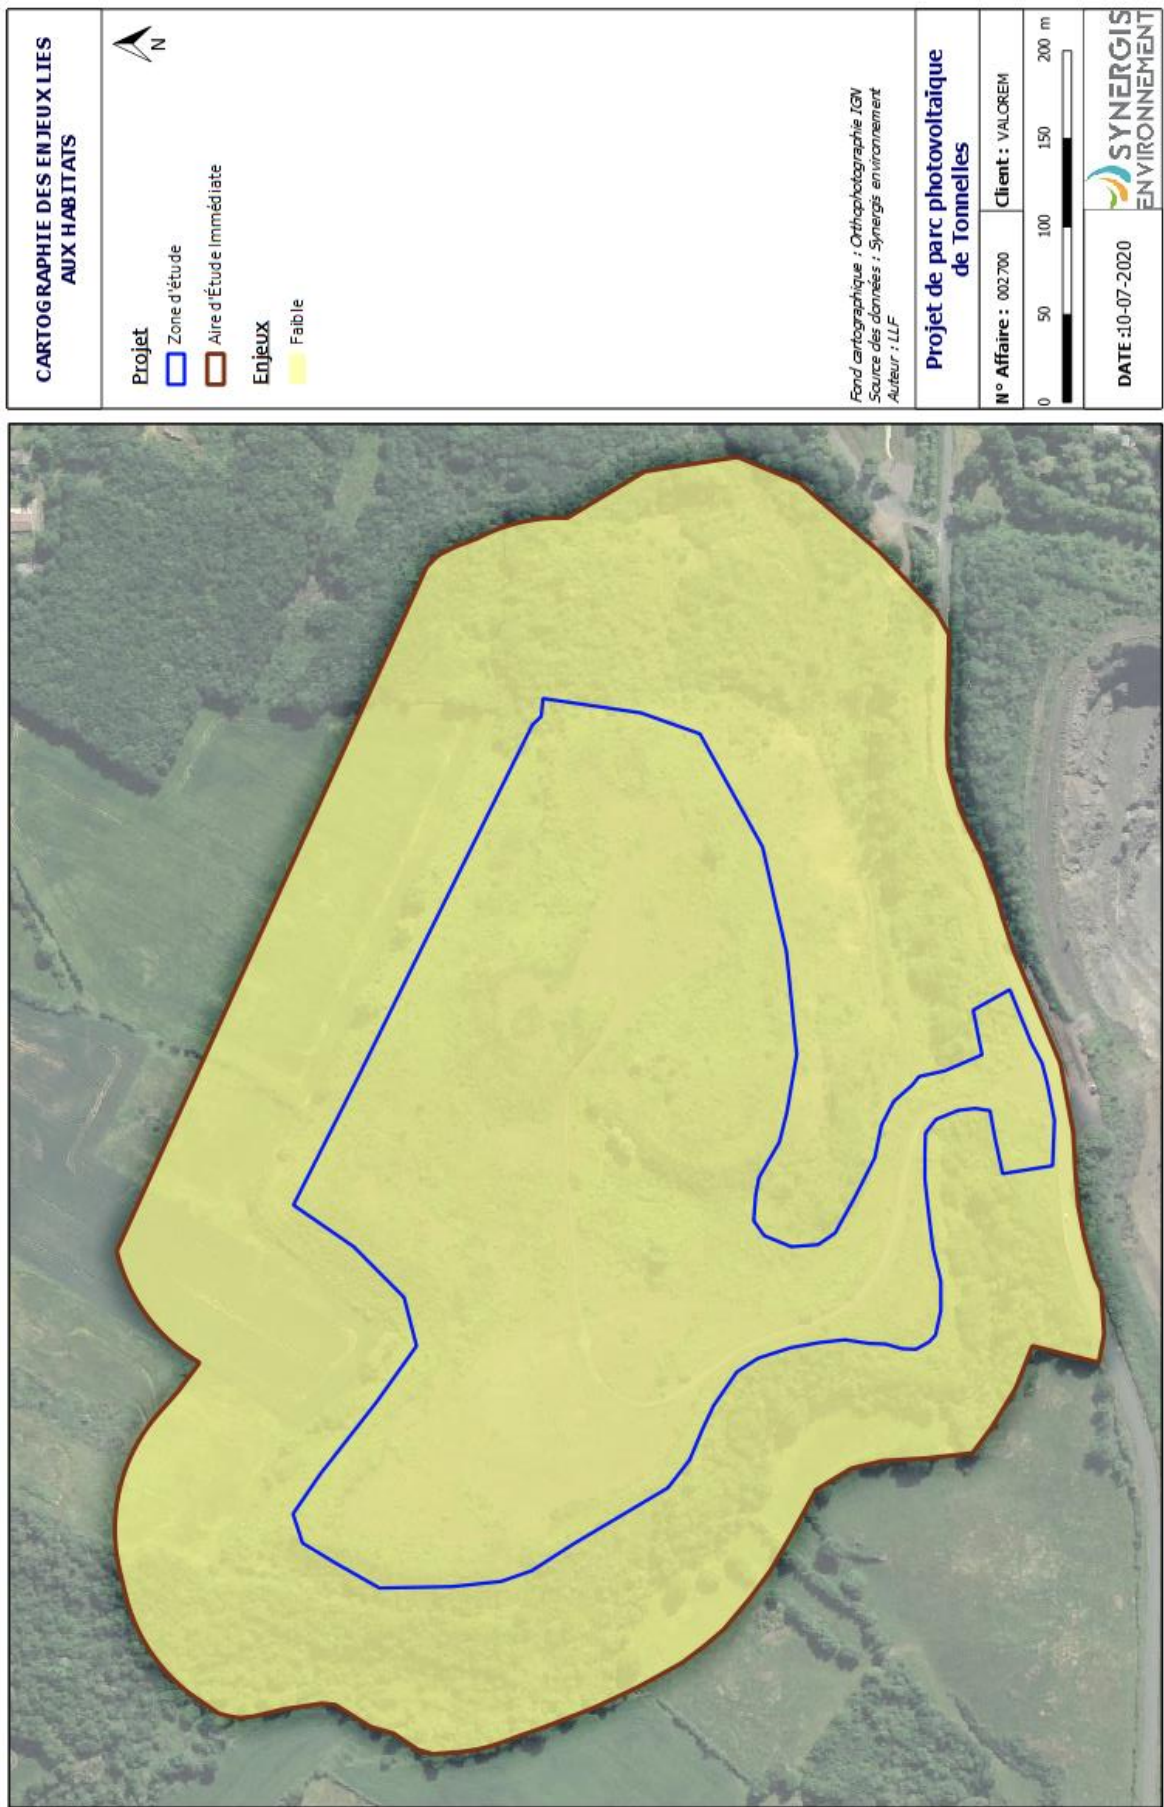 CARTOGRAPHIE DES ENJEUX LIES
AUX HABITATS
N
Projet
Zone d'étude
Aire d'Étude Immédiate
Enjeux
Faible
Fond cartographique : Orthophotographie IGN
Source des données : Synergis environnement
Auteur : LLF
Projet de parc photovoltaïque
de Tonnelles
N° Affaire : 002700
Client : VALOREM
0 50 100 150 200 m
DATE :10-07-2020
SYNERGIS
ENVIRONNEMENT